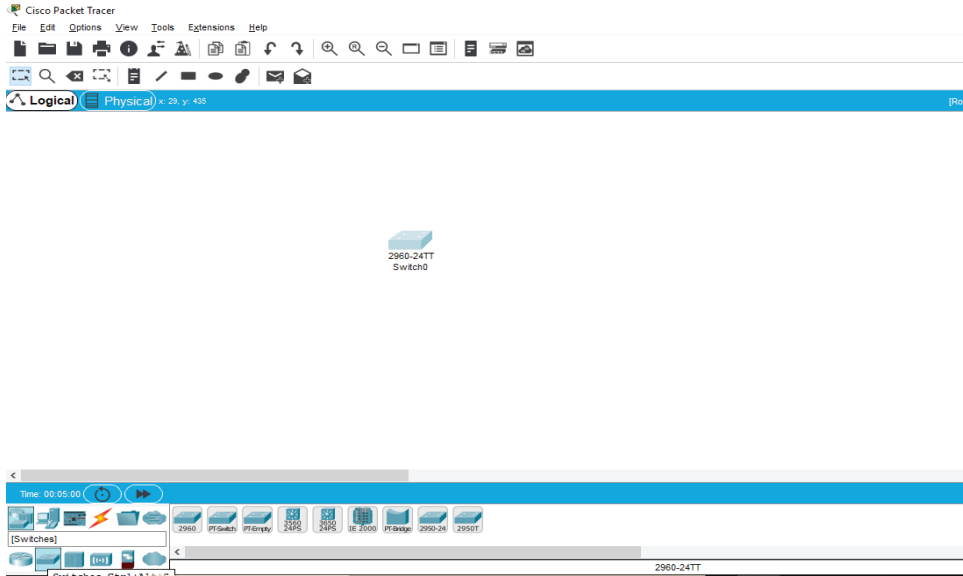 Cisco Packet Tracer
File Edit Options View Tools Extensions Help
Logical Physical x: 29, y: 435 [Ro
2960-24TT
Switch0
Time: 00:05:00
2960 PT-Switch PT-Empty 3560 24PS 3650 24PS IE 2000 PT-Bridge 2950-24 2950T
[Switches]
2960-24TT